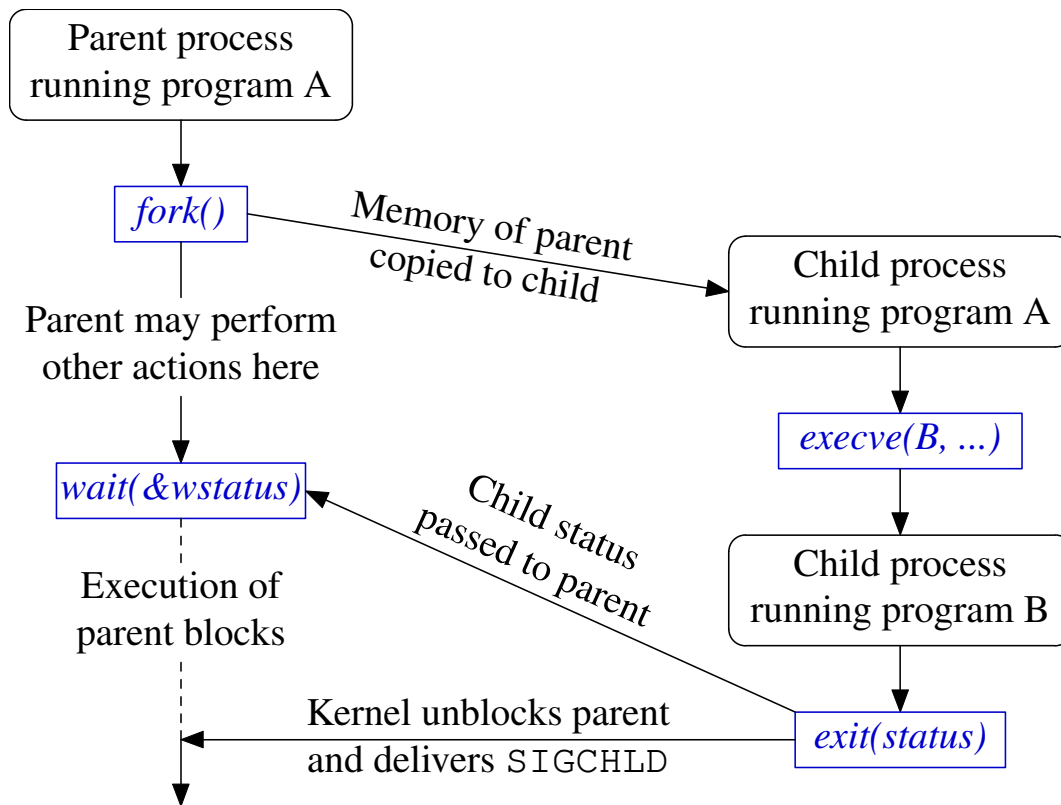 Parent process
running program A
fork()
Memory of parent
copied to child
Child process
running program A
Parent may perform
other actions here
execve(B, ...)
wait(&wstatus)
Child status
passed to parent
Child process
running program B
Execution of
parent blocks
Kernel unblocks parent
and delivers SIGCHLD
exit(status)